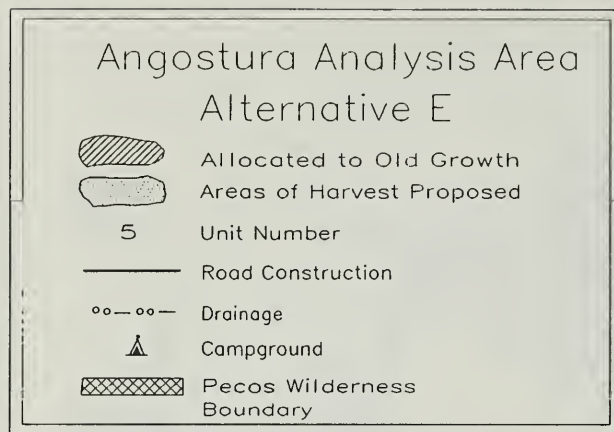 Angostura Analysis Area
Alternative E
Allocated to Old Growth
Areas of Harvest Proposed
5 Unit Number
Road Construction
Drainage
Campground
Pecos Wilderness
Boundary